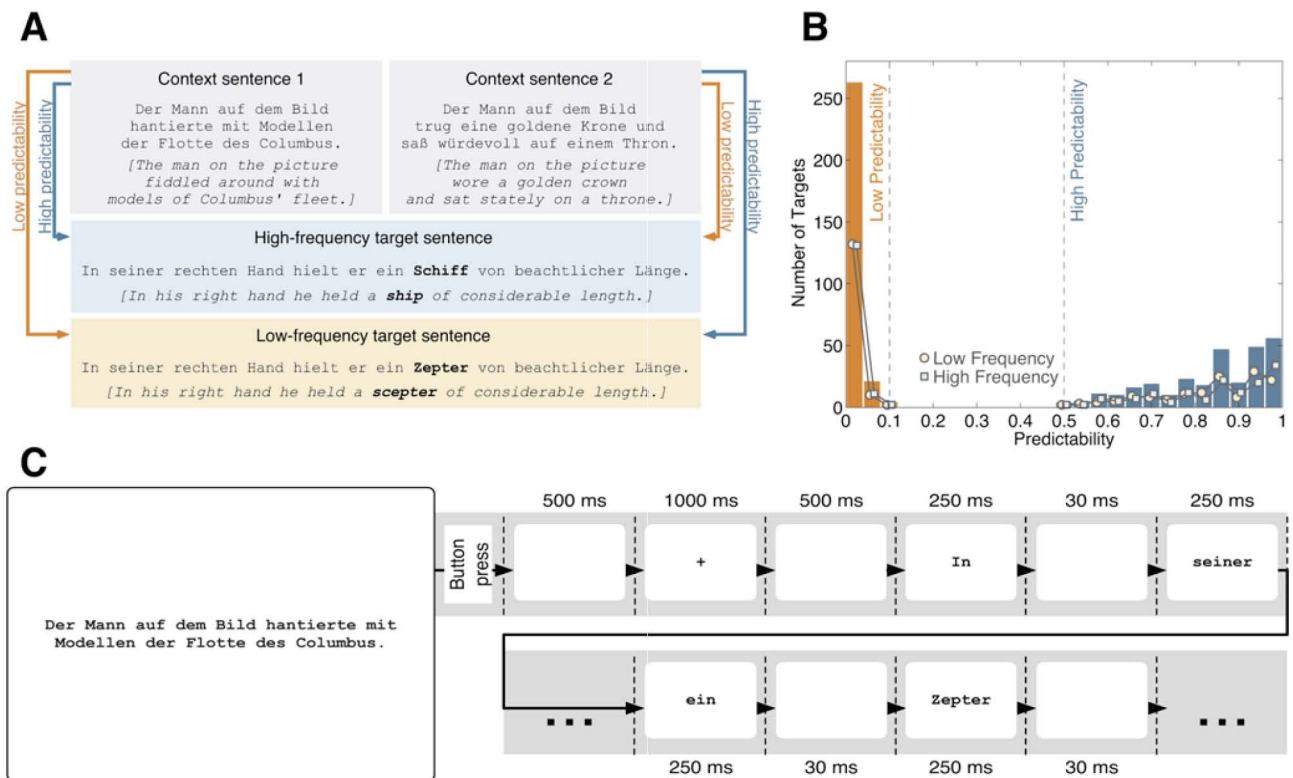 A
Context sentence 1
Der Mann auf dem Bild
hantierte mit Modellen
der Flotte des Columbus.
[The man on the picture
fiddled around with
models of Columbus' fleet.]
Context sentence 2
Der Mann auf dem Bild
trug eine goldene Krone und
saß würdevoll auf einem Thron.
[The man on the picture
wore a golden crown
and sat stately on a throne.]
Low predictability
High predictability
Low predictability
High predictability
High-frequency target sentence
In seiner rechten Hand hielt er ein Schiff von beachtlicher Länge.
[In his right hand he held a ship of considerable length.]
Low-frequency target sentence
In seiner rechten Hand hielt er ein Zepter von beachtlicher Länge.
[In his right hand he held a scepter of considerable length.]
B
Number of Targets
250
200
150
100
50
0
Low Predictability
High Predictability
Low Frequency
High Frequency
0 0.1 0.2 0.3 0.4 0.5 0.6 0.7 0.8 0.9 1
Predictability
C
Der Mann auf dem Bild hantierte mit
Modellen der Flotte des Columbus.
Button
press
500 ms 1000 ms 500 ms 250 ms 30 ms 250 ms
+ In seiner
... ein Zepter ...
250 ms 30 ms 250 ms 30 ms